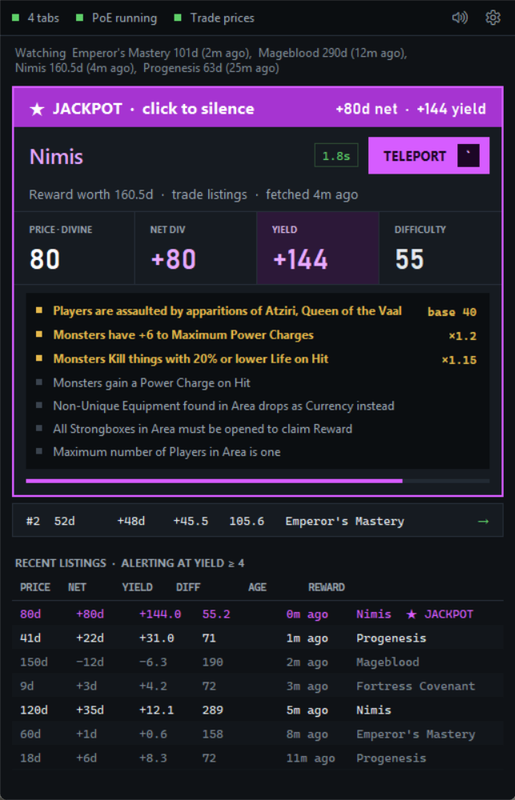 4 tabs PoE running Trade prices
Watching Emperor's Mastery 101d (2m ago), Mageblood 290d (12m ago),
Nimis 160.5d (4m ago), Progenesis 63d (25m ago)
★ JACKPOT · click to silence +80d net · +144 yield
Nimis 1.8s TELEPORT `
Reward worth 160.5d · trade listings · fetched 4m ago
PRICE·DIVINE NET DIV YIELD DIFFICULTY
80 +80 +144 55
Players are assaulted by apparitions of Atziri, Queen of the Vaal base 40
Monsters have +6 to Maximum Power Charges ×1.2
Monsters Kill things with 20% or lower Life on Hit ×1.15
Monsters gain a Power Charge on Hit
Non-Unique Equipment found in Area drops as Currency instead
All Strongboxes in Area must be opened to claim Reward
Maximum number of Players in Area is one
#2 52d +48d +45.5 105.6 Emperor's Mastery →
RECENT LISTINGS · ALERTING AT YIELD ≥ 4
PRICE NET YIELD DIFF AGE REWARD
80d +80d +144.0 55.2 0m ago Nimis ★ JACKPOT
41d +22d +31.0 71 1m ago Progenesis
150d −12d −6.3 190 2m ago Mageblood
9d +3d +4.2 72 3m ago Fortress Covenant
120d +35d +12.1 289 5m ago Nimis
60d +1d +0.6 158 8m ago Emperor's Mastery
18d +6d +8.3 72 11m ago Progenesis